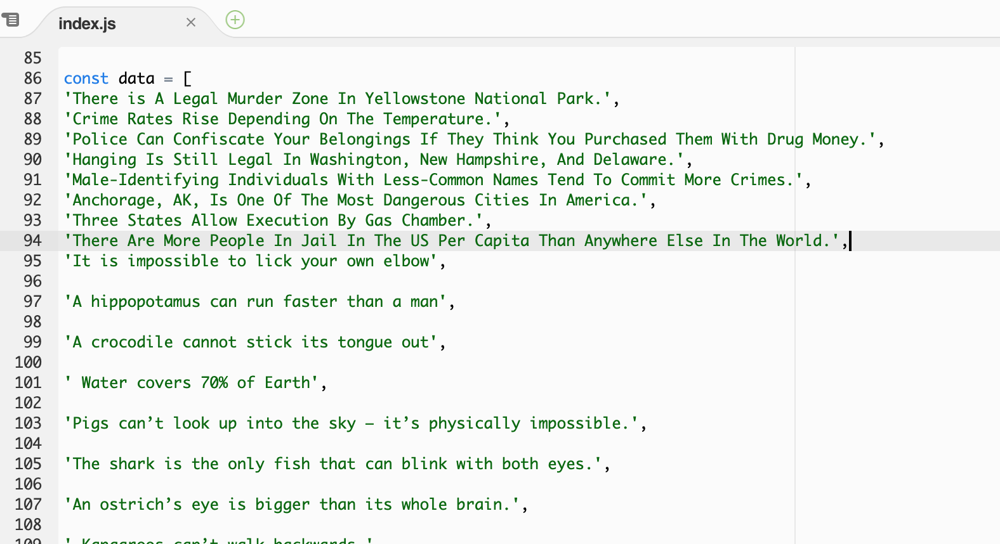 index.js
85
86 const data = [
87 'There is A Legal Murder Zone In Yellowstone National Park.',
88 'Crime Rates Rise Depending On The Temperature.',
89 'Police Can Confiscate Your Belongings If They Think You Purchased Them With Drug Money.',
90 'Hanging Is Still Legal In Washington, New Hampshire, And Delaware.',
91 'Male-Identifying Individuals With Less-Common Names Tend To Commit More Crimes.',
92 'Anchorage, AK, Is One Of The Most Dangerous Cities In America.',
93 'Three States Allow Execution By Gas Chamber.',
94 'There Are More People In Jail In The US Per Capita Than Anywhere Else In The World.',
95 'It is impossible to lick your own elbow',
96
97 'A hippopotamus can run faster than a man',
98
99 'A crocodile cannot stick its tongue out',
100
101 ' Water covers 70% of Earth',
102
103 'Pigs can’t look up into the sky – it’s physically impossible.',
104
105 'The shark is the only fish that can blink with both eyes.',
106
107 'An ostrich’s eye is bigger than its whole brain.',
108
109 ' Kangaroos can’t walk backwards.'